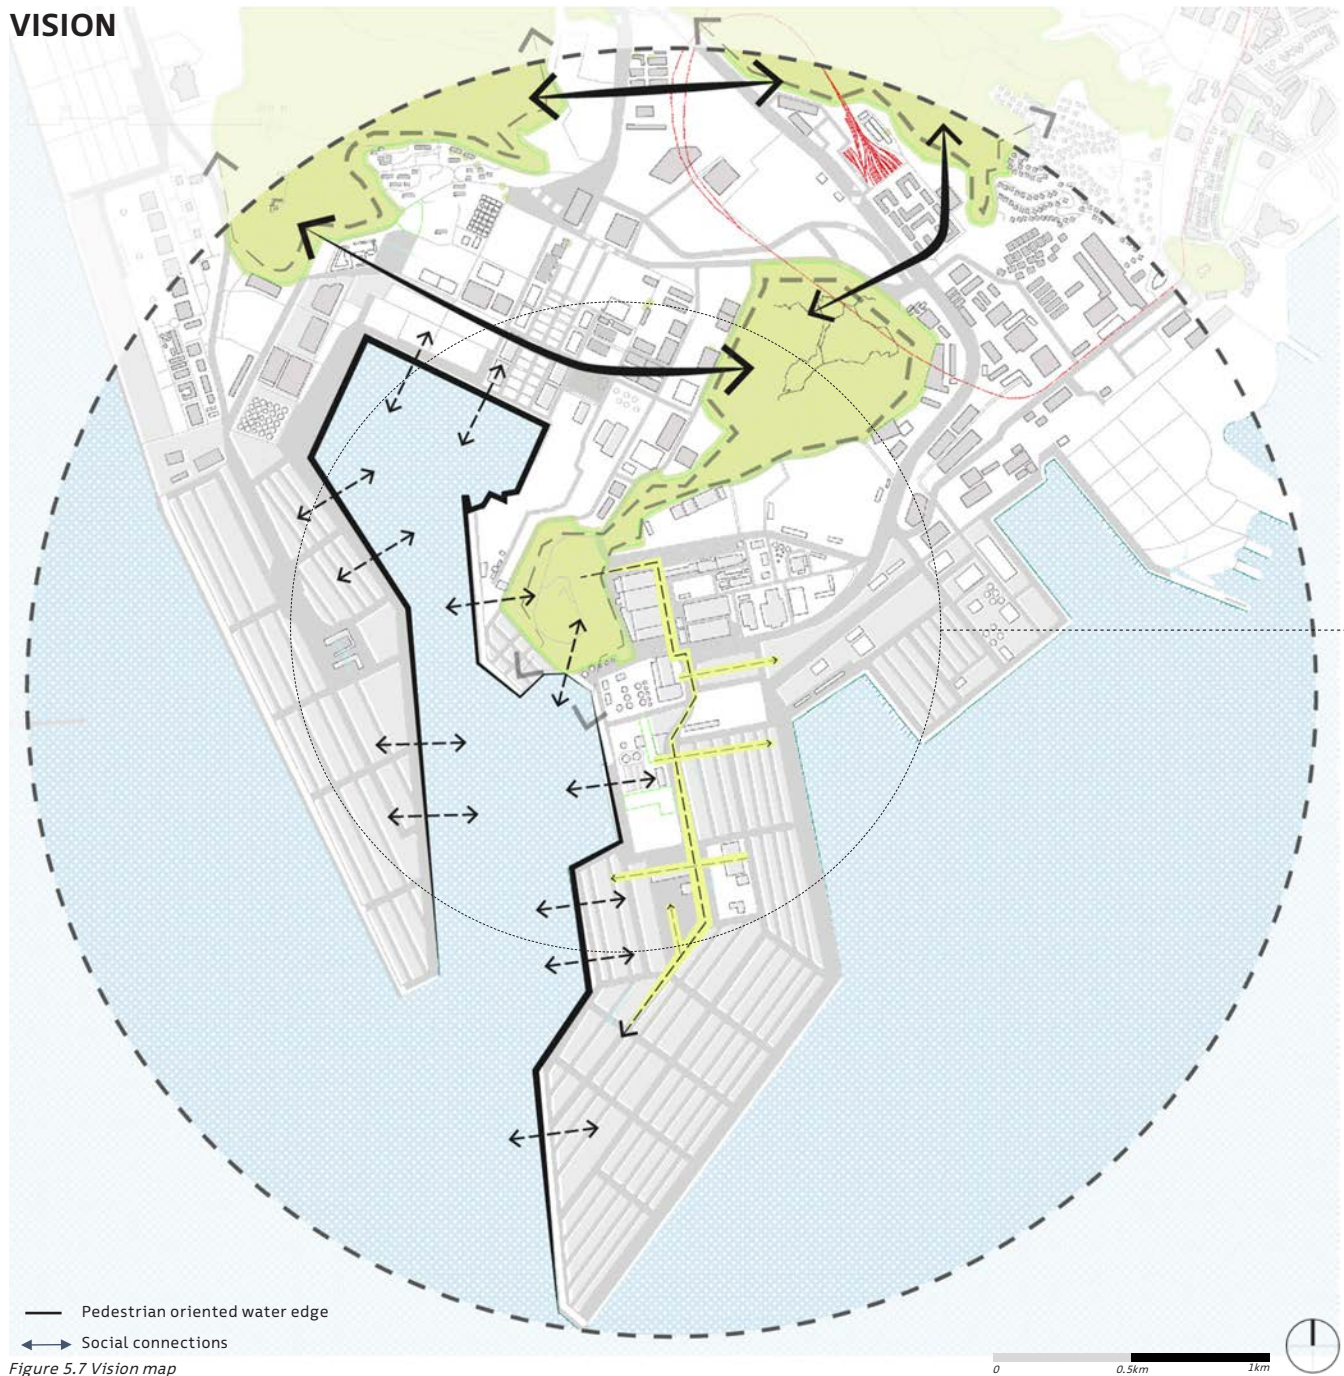 VISION
Pedestrian oriented water edge
Social connections
Figure 5.7 Vision map
0 0.5km 1km